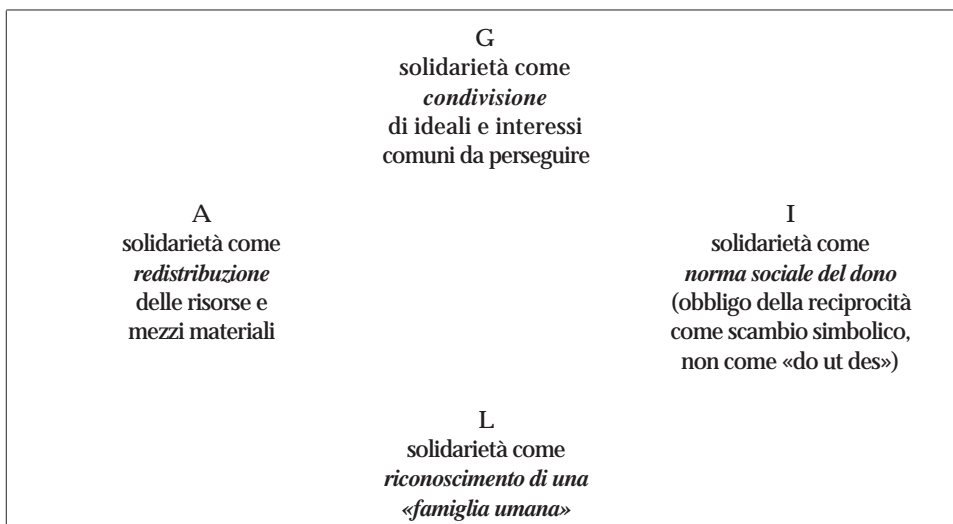 G
solidarietà come
condivisione
di ideali e interessi
comuni da perseguire
A
solidarietà come
redistribuzione
delle risorse e
mezzi materiali
I
solidarietà come
norma sociale del dono
(obbligo della reciprocità
come scambio simbolico,
non come «do ut des»)
L
solidarietà come
riconoscimento di una
«famiglia umana»